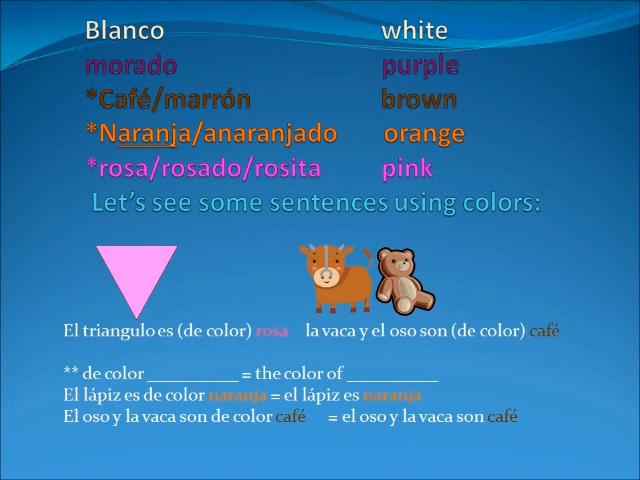 Blanco white
morado purple
*Café/marrón brown
*Naranja/anaranjado orange
*rosa/rosado/rosita pink
Let's see some sentences using colors:
El triangulo es (de color) rosa la vaca y el oso son (de color) café
** de color __________ = the color of __________
El lápiz es de color naranja = el lápiz es naranja
El oso y la vaca son de color café = el oso y la vaca son café